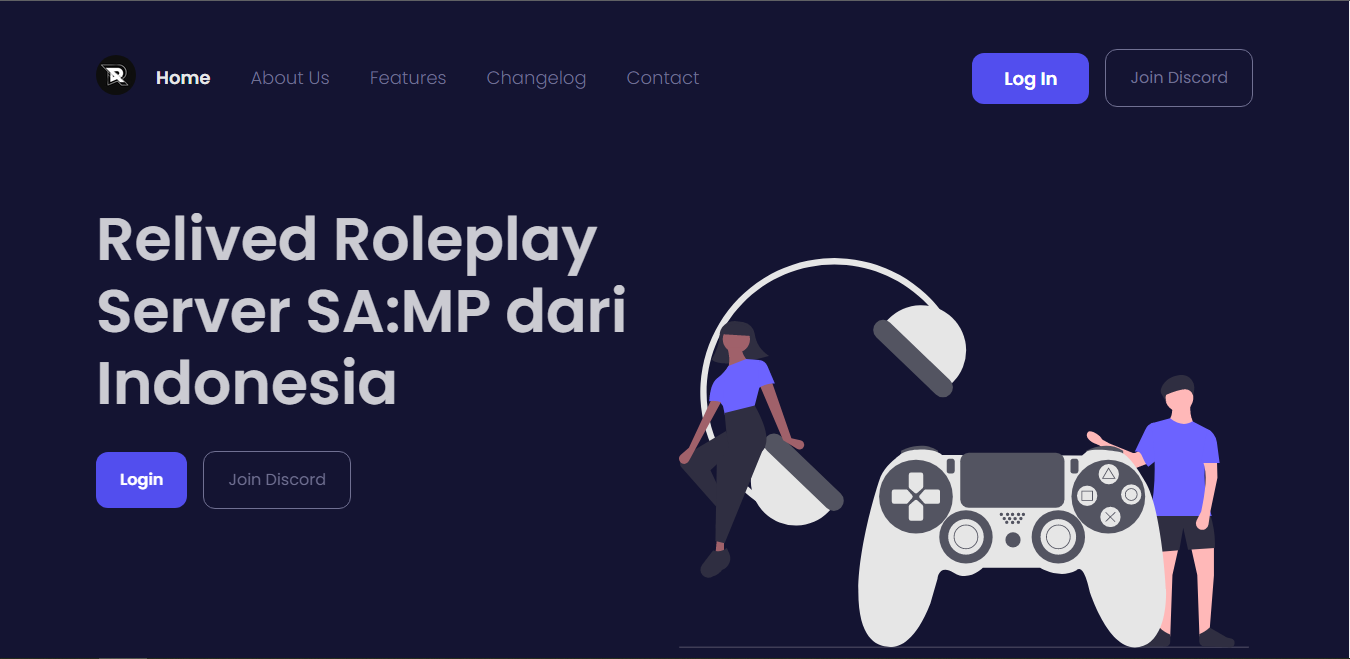 Home About Us Features Changelog Contact Log In Join Discord
Relived Roleplay
Server SA:MP dari
Indonesia
Login Join Discord